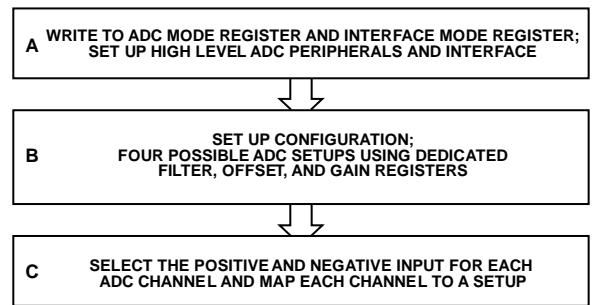 A
WRITE TO ADC MODE REGISTER AND INTERFACE MODE REGISTER;
SET UP HIGH LEVEL ADC PERIPHERALS AND INTERFACE
B
SET UP CONFIGURATION;
FOUR POSSIBLE ADC SETUPS USING DEDICATED
FILTER, OFFSET, AND GAIN REGISTERS
C
SELECT THE POSITIVE AND NEGATIVE INPUT FOR EACH
ADC CHANNEL AND MAP EACH CHANNEL TO A SETUP